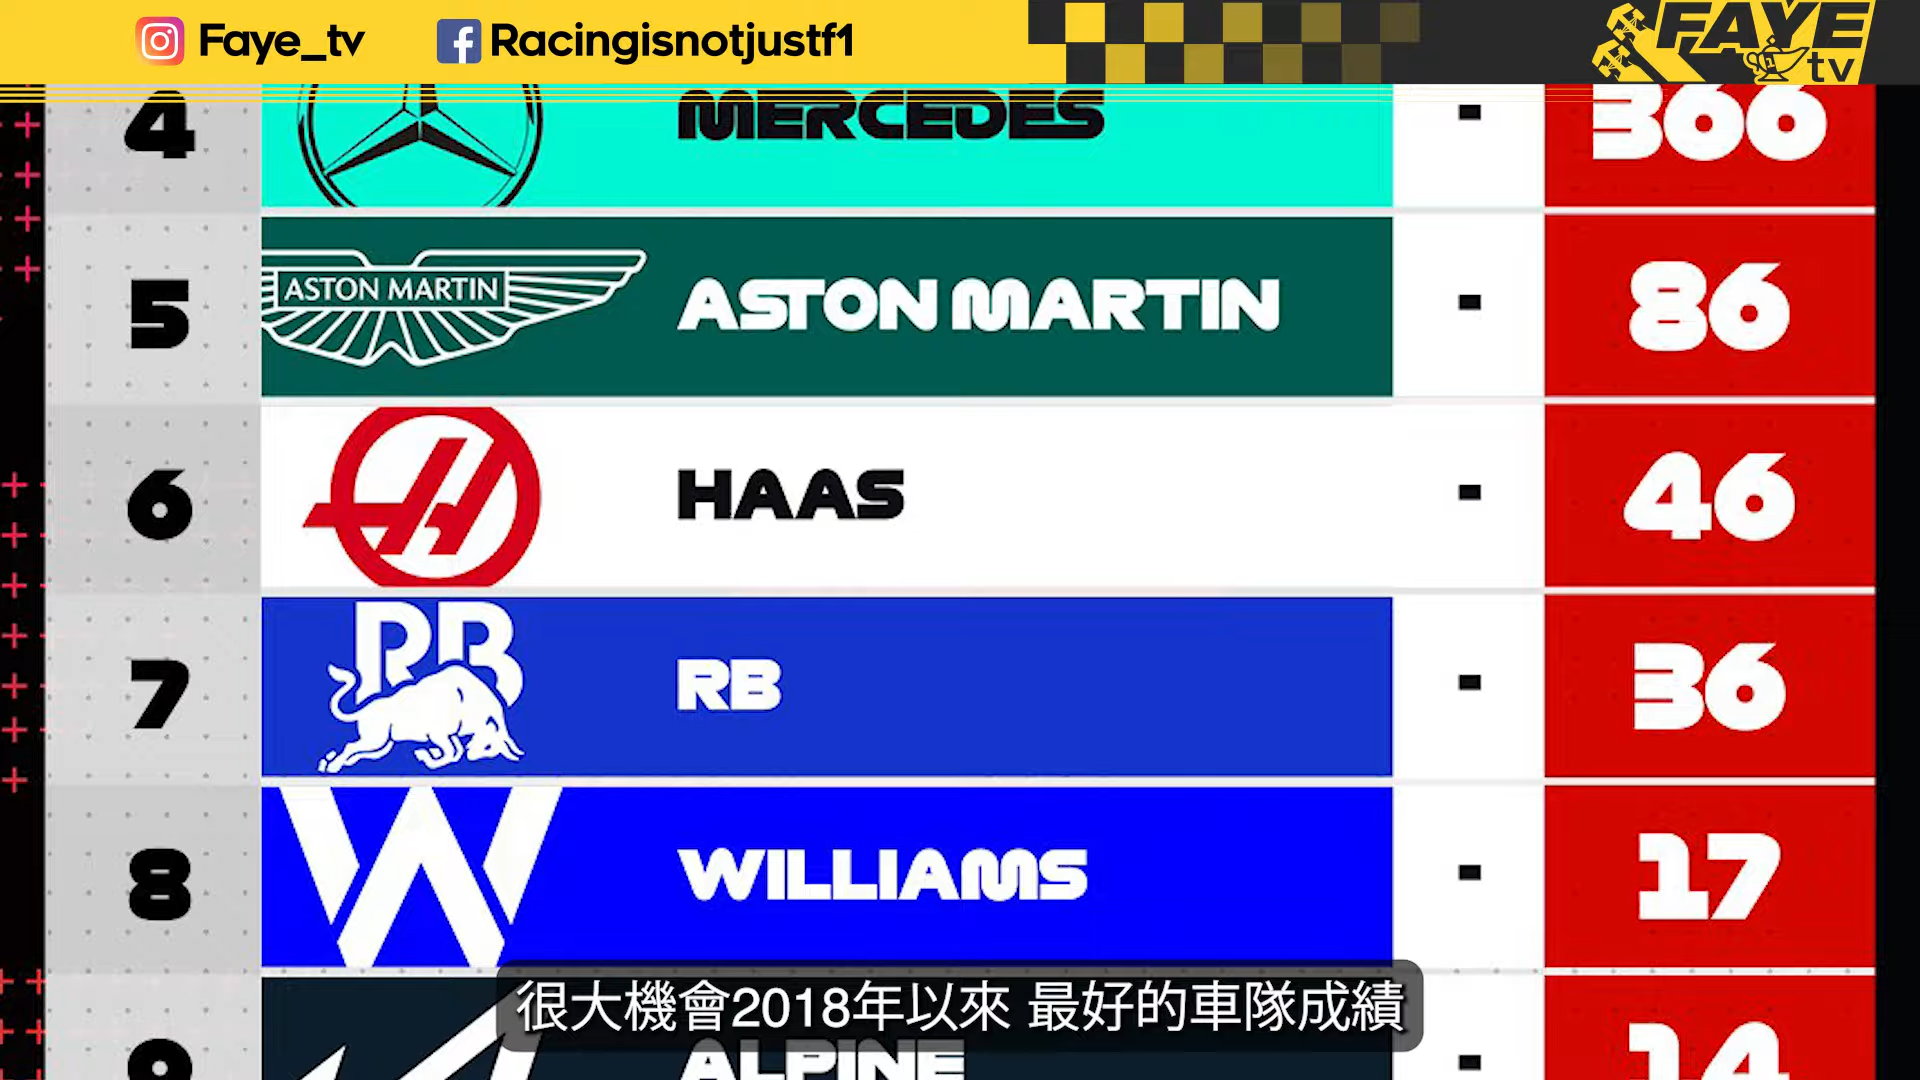 Faye_tv Racingisnotjustf1 FAYE tv
4 MERCEDES - 366
5 ASTON MARTIN ASTON MARTIN - 86
6 H HAAS - 46
7 RB RB - 36
8 W WILLIAMS - 17
9 ALPINE - 14
很大機會2018年以來 最好的車隊成績